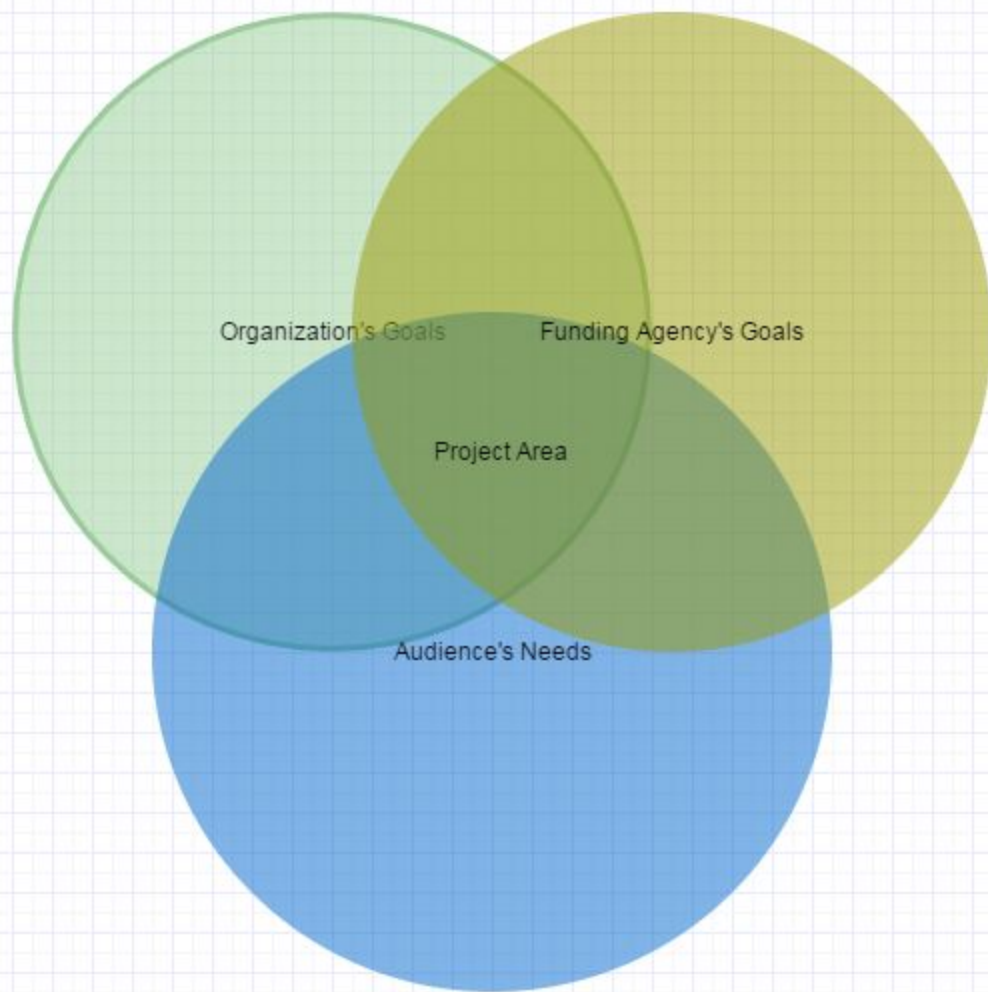 Organization's Goals
Funding Agency's Goals
Project Area
Audience's Needs